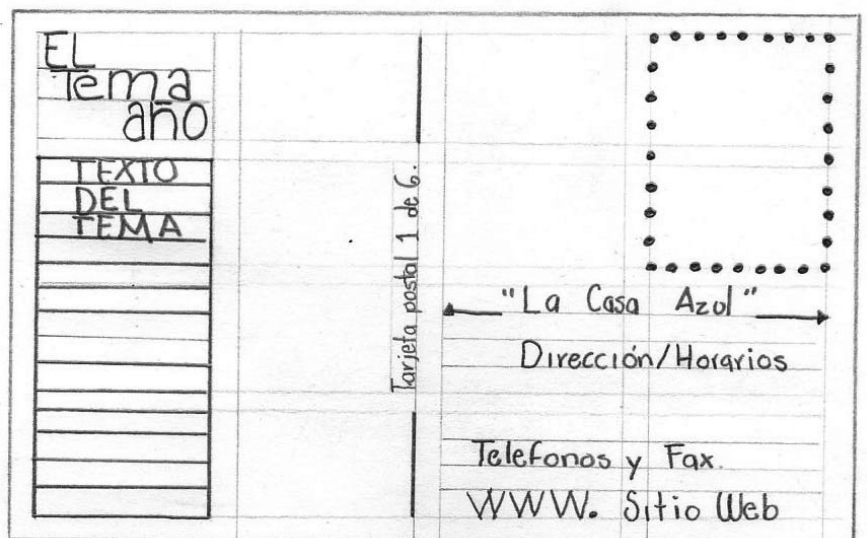 EL
Tema
año
TEXTO
DEL
TEMA
Tarjeta postal 1 de 6.
"La Casa Azul"
Dirección/Horarios
Telefonos y Fax.
WWW. Sitio Web